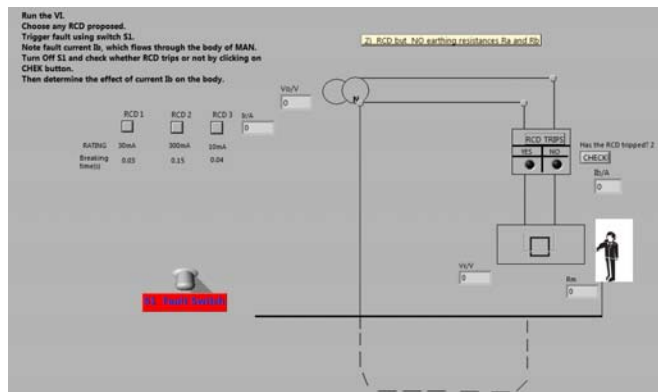 Run the VI.
Choose any RCD proposed.
Trigger fault using switch S1.
Note fault current Ib, which flows through the body of MAN.
Turn Off S1 and check whether RCD trips or not by clicking on
CHEK button.
Then determine the effect of current Ib on the body.
2) RCD but NO earthing resistances Ra and Rb
Vo/V
0
N
RCD 1 RCD 2 RCD 3
0
RATING 30mA 300mA 10mA
Breaking
time(s) 0.03 0.15 0.04
RCD TRIPS
YES NO
Has the RCD tripped? 2
CHECK!
Ib/A
0
Vs/V
0
Rm
0
S1 Fault Switch